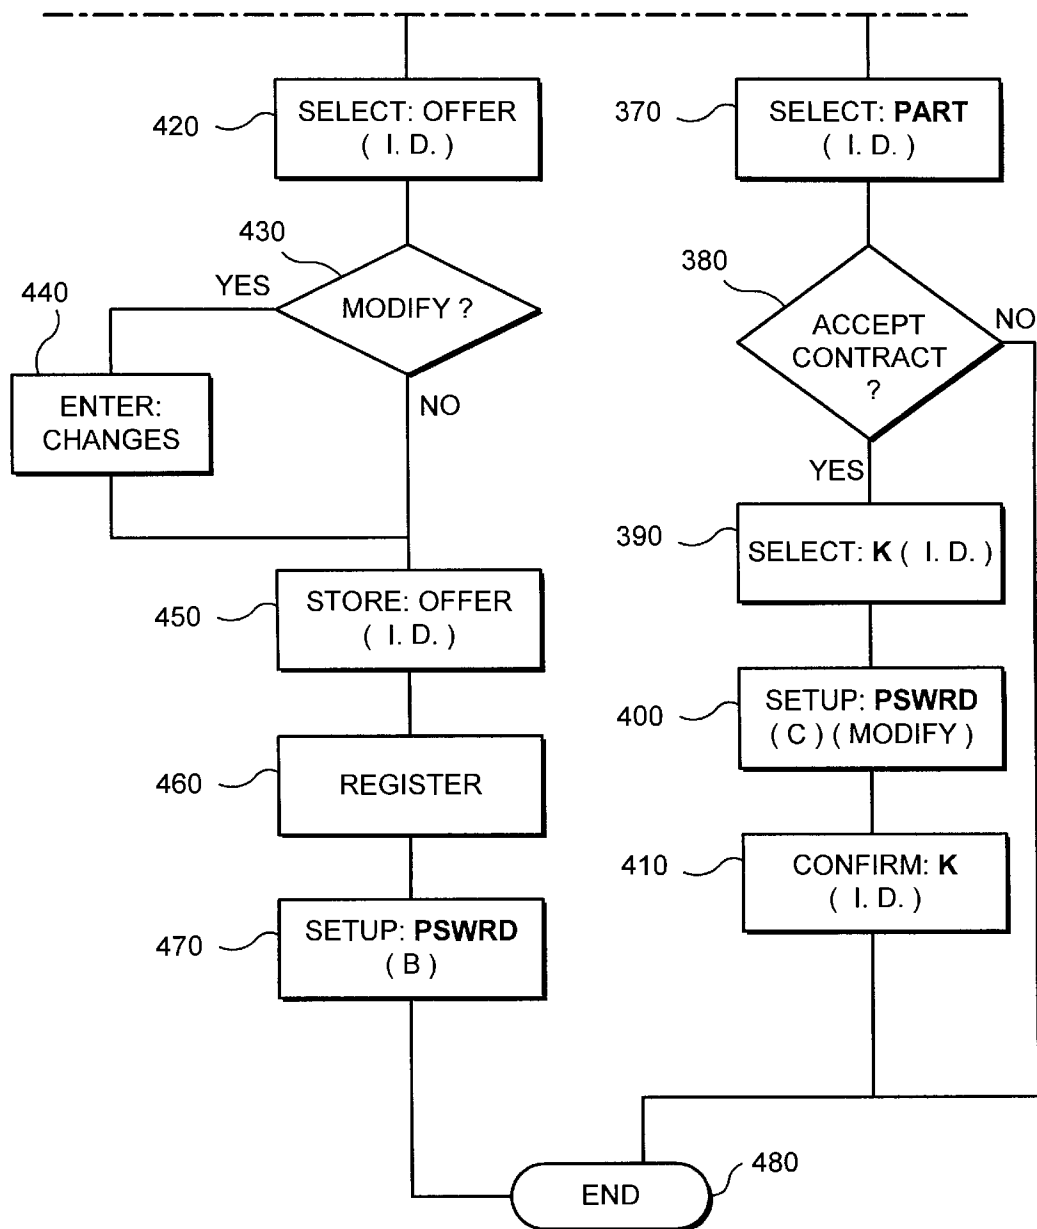 420
SELECT: OFFER
( I. D. )
430
MODIFY ?
YES
NO
440
ENTER:
CHANGES
450
STORE: OFFER
( I. D. )
460
REGISTER
470
SETUP: PSWRD
( B )
370
SELECT: PART
( I. D. )
380
ACCEPT
CONTRACT
?
NO
YES
390
SELECT: K ( I. D. )
400
SETUP: PSWRD
( C ) ( MODIFY )
410
CONFIRM: K
( I. D. )
END
480